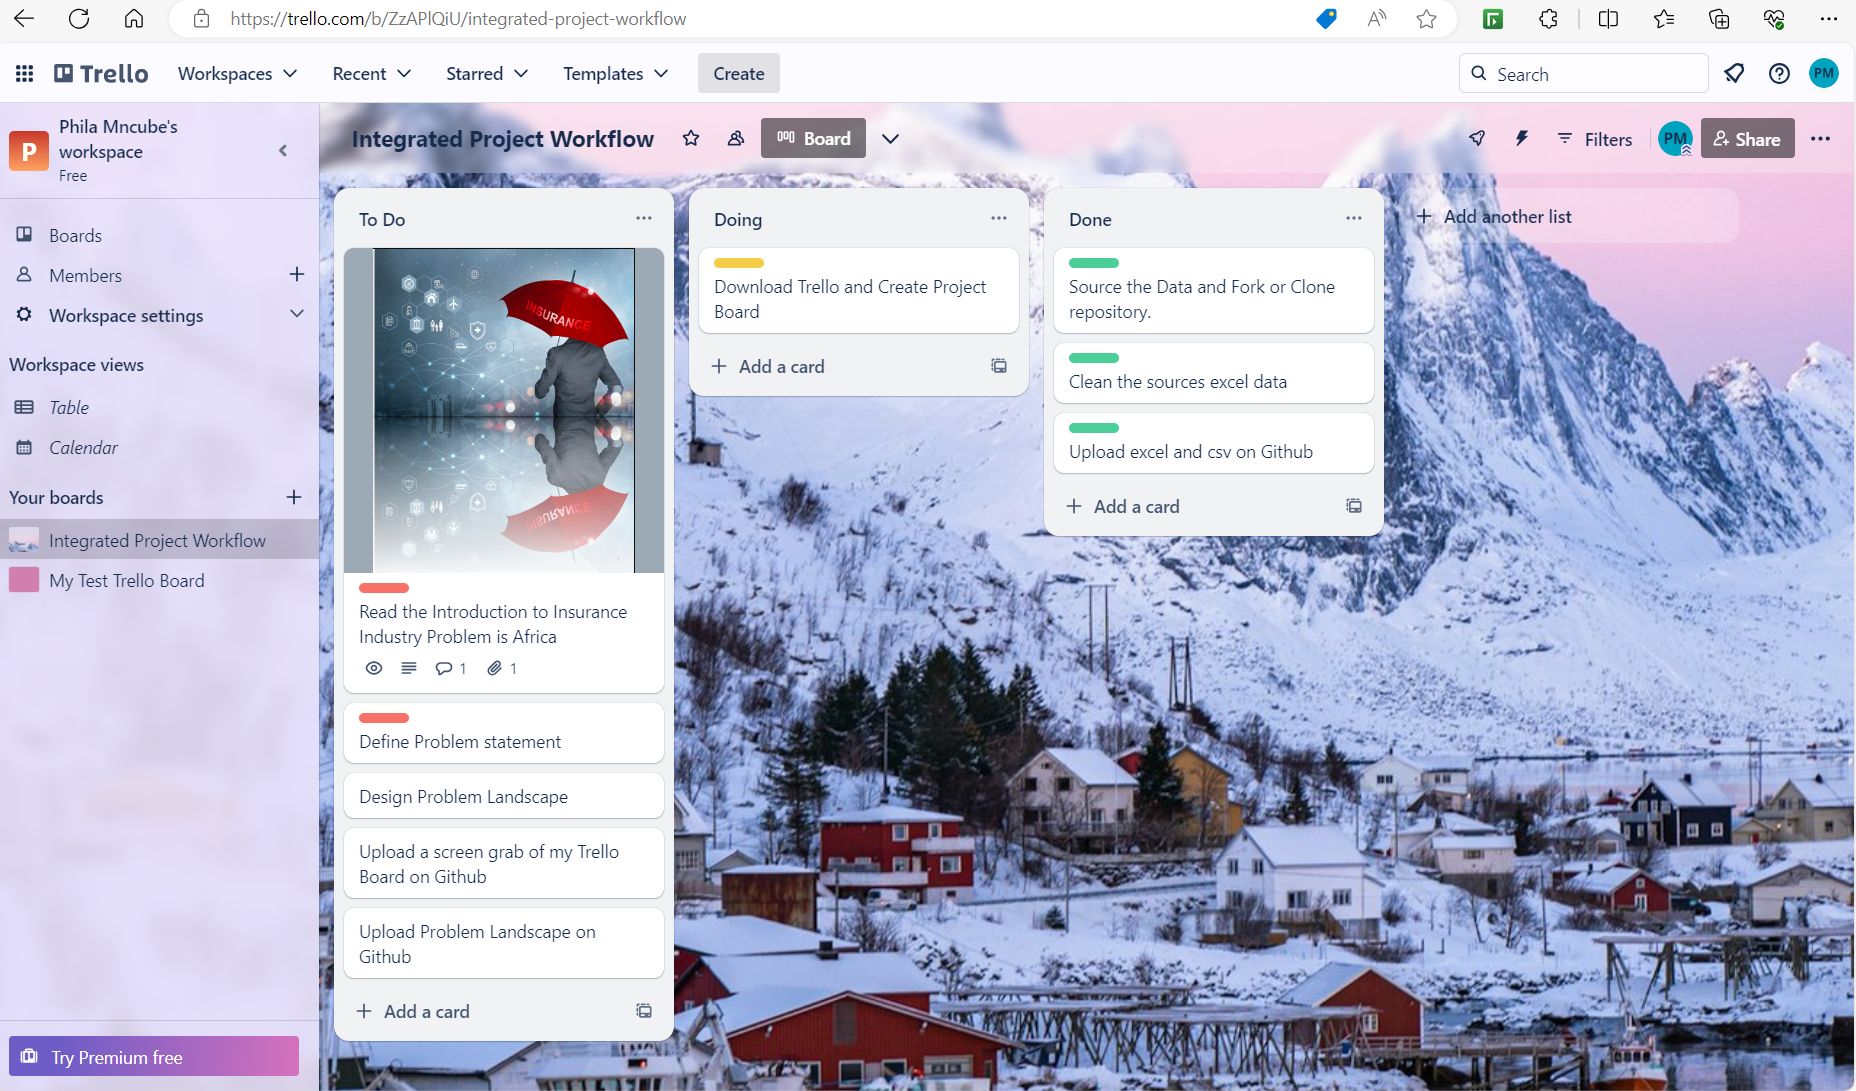 https://trello.com/b/ZzAPlQiU/integrated-project-workflow
Trello
Workspaces
Recent
Starred
Templates
Create
Search
PM
P
Phila Mncube's
workspace
Free
Integrated Project Workflow
Board
Filters
PM
Share
Boards
Members
Workspace settings
Workspace views
Table
Calendar
Your boards
Integrated Project Workflow
My Test Trello Board
Try Premium free
To Do
INSURANCE
INSURANCE
Read the Introduction to Insurance
Industry Problem is Africa
1
1
Define Problem statement
Design Problem Landscape
Upload a screen grab of my Trello
Board on Github
Upload Problem Landscape on
Github
Add a card
Doing
Download Trello and Create Project
Board
Add a card
Done
Source the Data and Fork or Clone
repository.
Clean the sources excel data
Upload excel and csv on Github
Add a card
Add another list